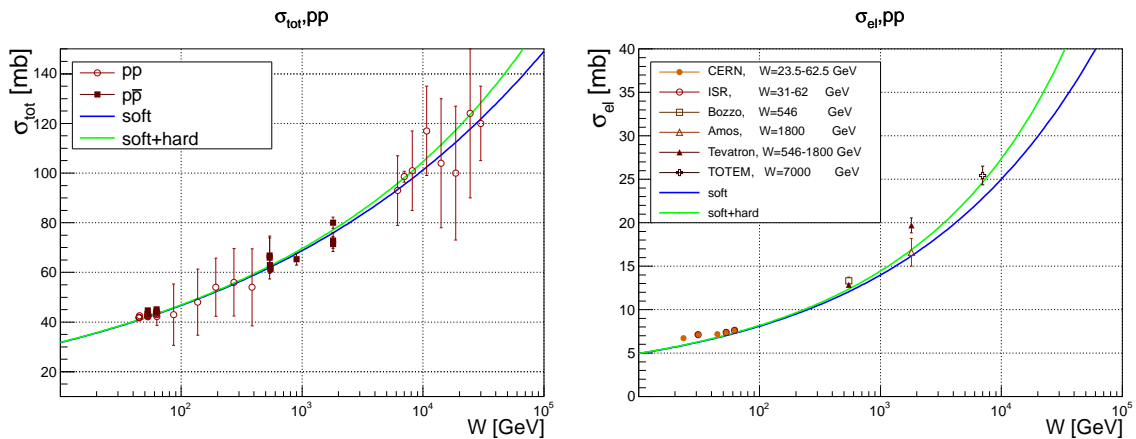 σtot,pp
σtot [mb]
140
120
100
80
60
40
20
pp
pp̅
soft
soft+hard
10²
10³
10⁴
10⁵
W [GeV]
σel,pp
σel [mb]
40
35
30
25
20
15
10
5
0
CERN, W=23.5-62.5 GeV
ISR, W=31-62 GeV
Bozzo, W=546 GeV
Amos, W=1800 GeV
Tevatron, W=546-1800 GeV
TOTEM, W=7000 GeV
soft
soft+hard
10²
10³
10⁴
10⁵
W [GeV]